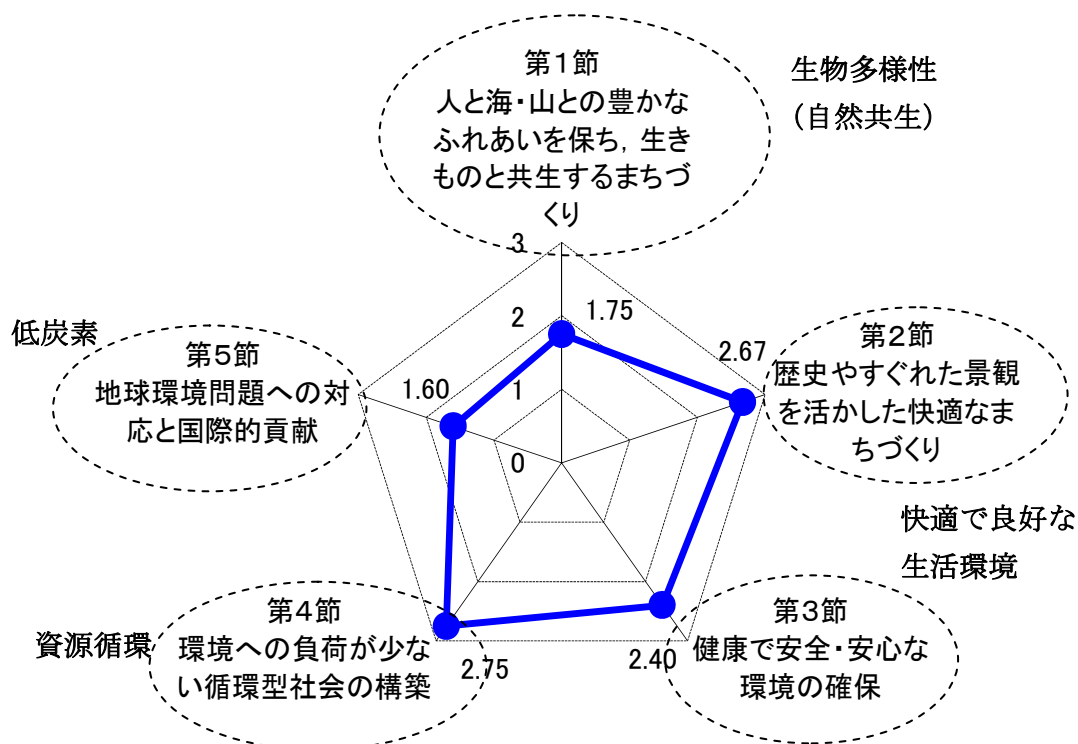 第１節
人と海・山との豊かな
ふれあいを保ち，生き
ものと共生するまちづ
くり
生物多様性
（自然共生）
3
2
1
0
1.75
2.67
2.40
2.75
1.60
第２節
歴史やすぐれた景観
を活かした快適なま
ちづくり
快適で良好な
生活環境
第３節
健康で安全・安心な
環境の確保
第４節
環境への負荷が少な
い循環型社会の構築
資源循環
低炭素
第５節
地球環境問題への対
応と国際的貢献